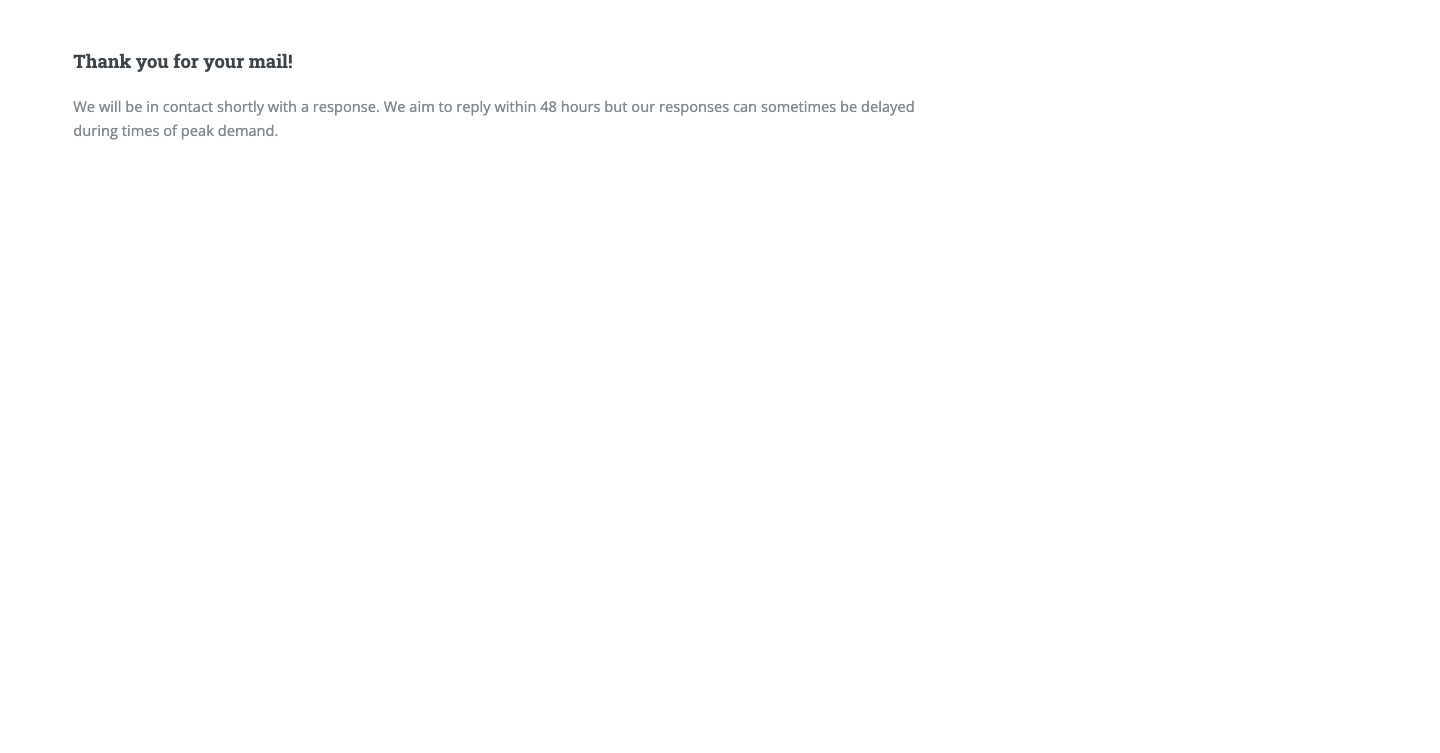 Thank you for your mail!
We will be in contact shortly with a response. We aim to reply within 48 hours but our responses can sometimes be delayed
during times of peak demand.